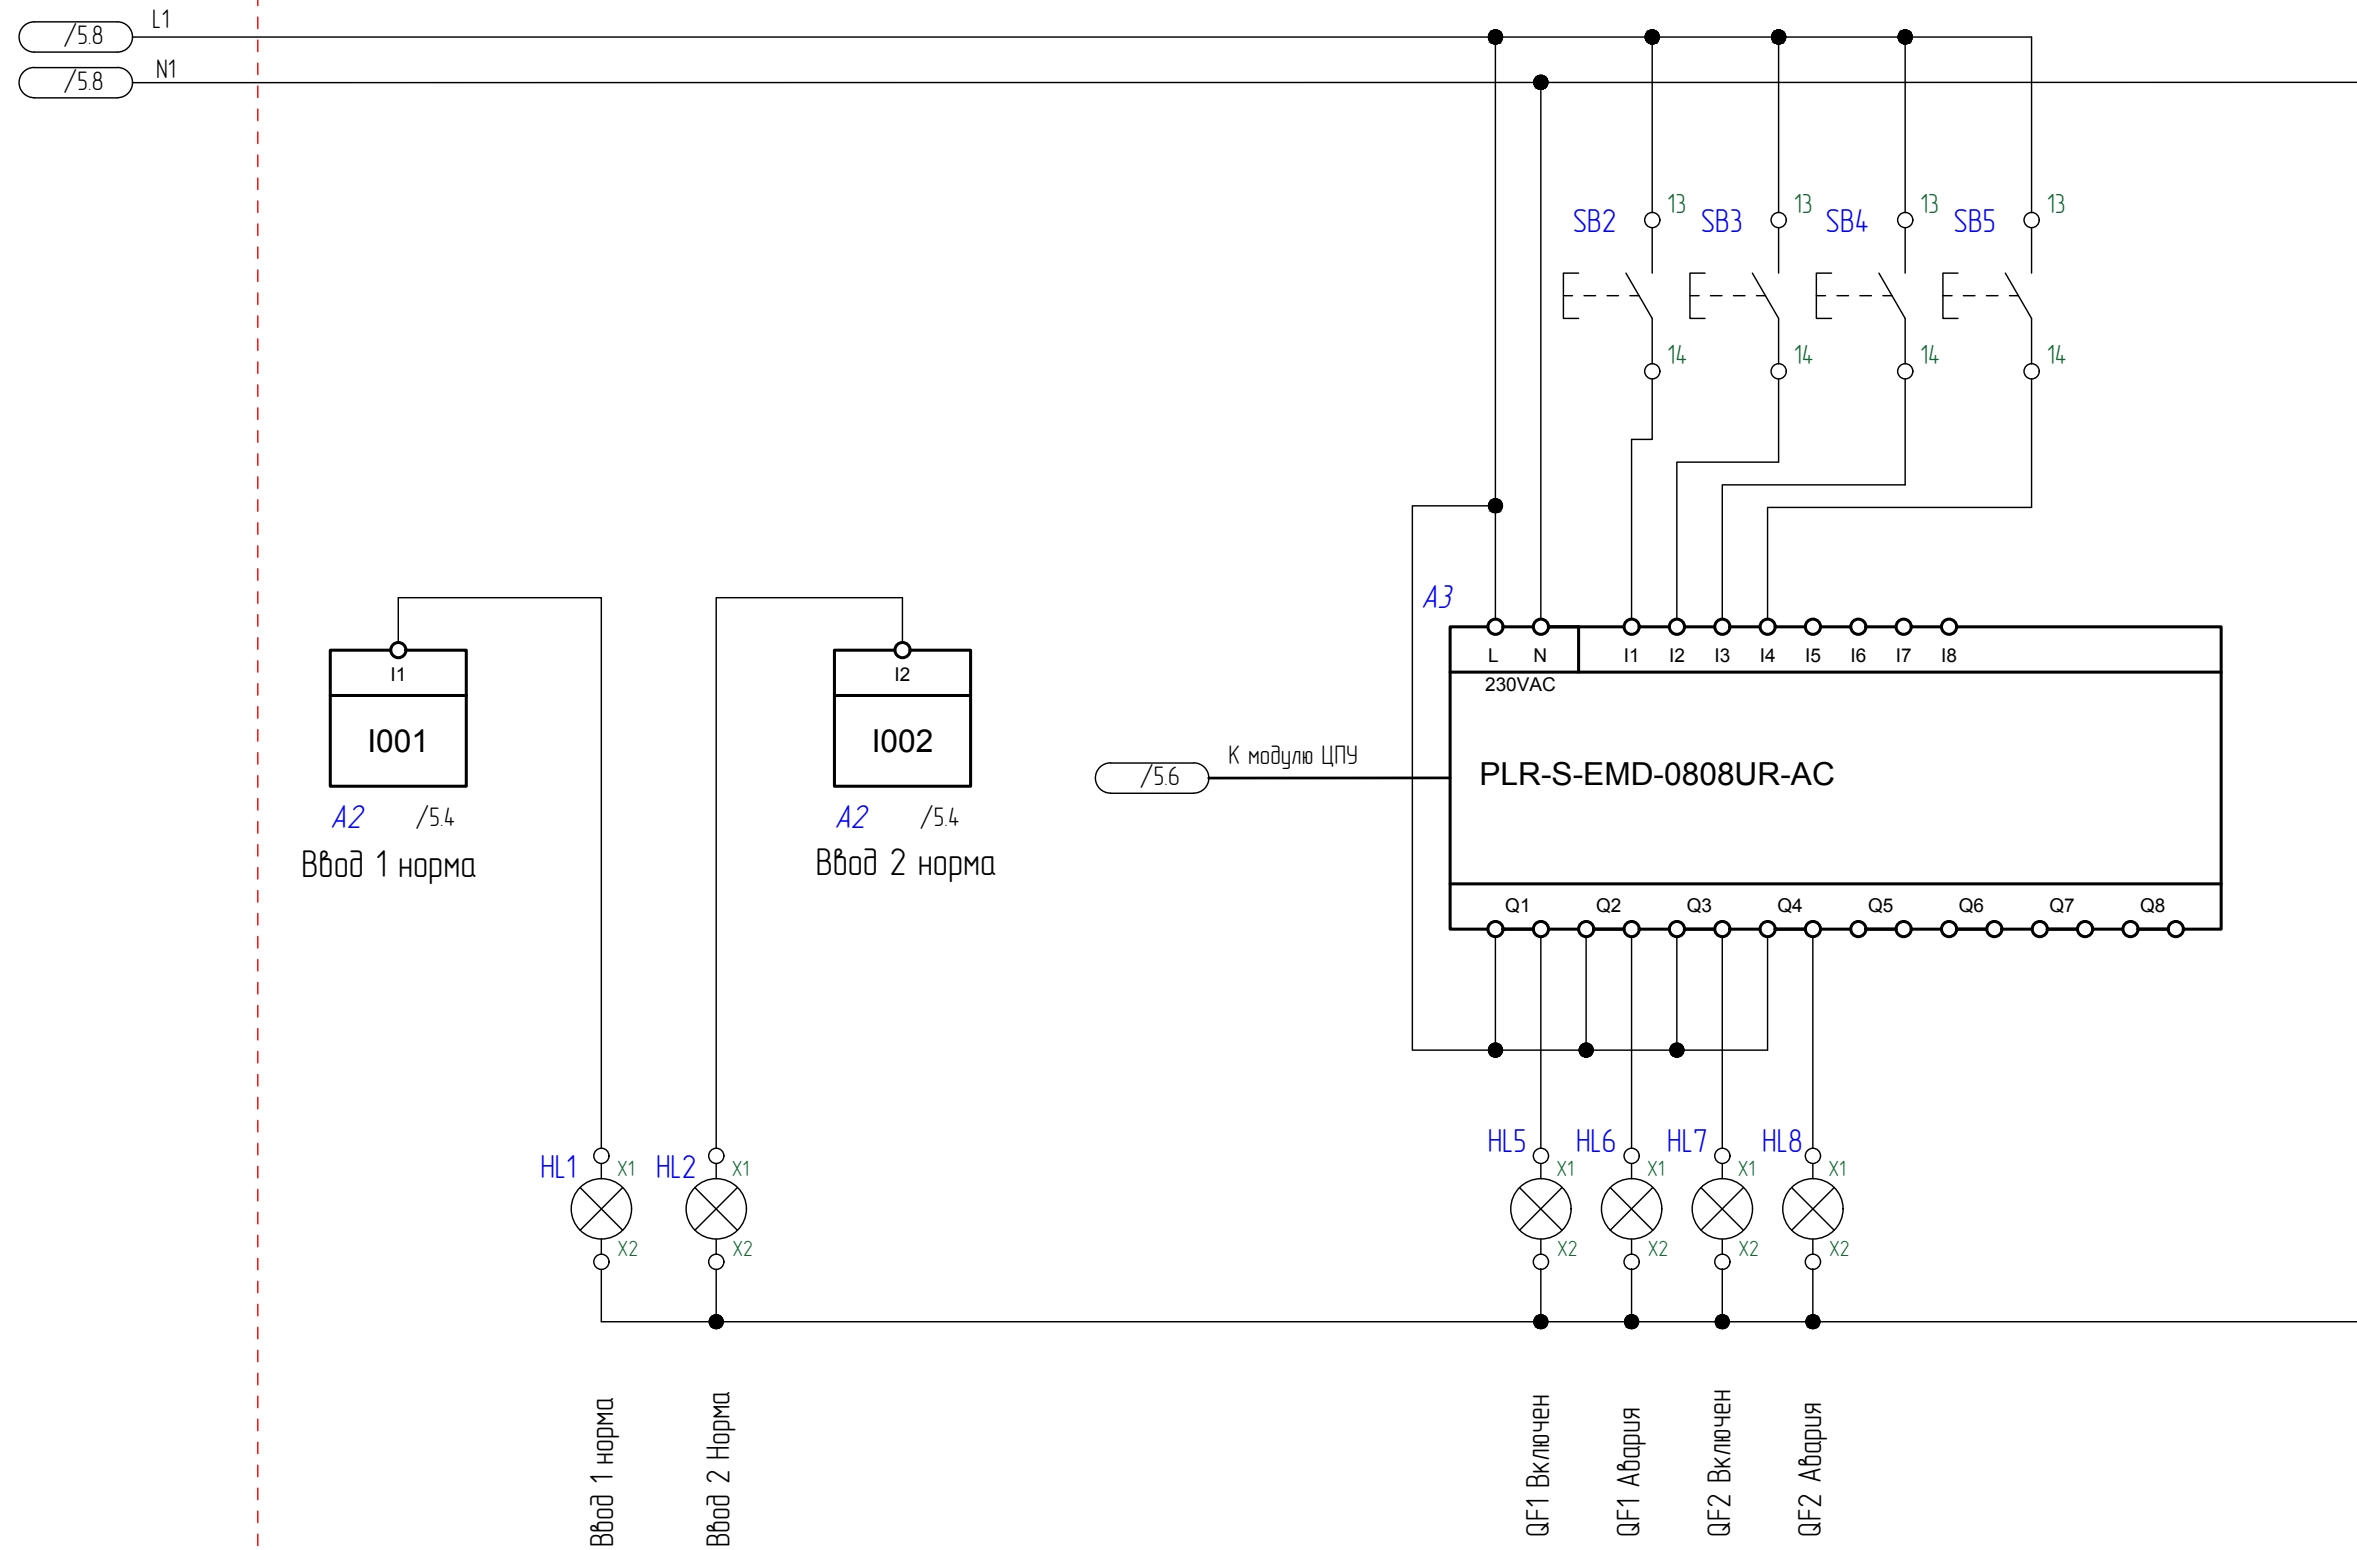 L1
/5.8
N1
/5.8
13 13 13 13
SB2 SB3 SB4 SB5
14 14 14 14
A3
L N I1 I2 I3 I4 I5 I6 I7 I8
230VAC
I1
I001
A2 /5.4
Ввод 1 норма
I2
I002
A2 /5.4
Ввод 2 норма
К модулю ЦПУ
/5.6
PLR-S-EMD-0808UR-AC
Q1 Q2 Q3 Q4 Q5 Q6 Q7 Q8
HL1 X1
X2
HL2 X1
X2
HL5 X1
X2
HL6 X1
X2
HL7 X1
X2
HL8 X1
X2
Ввод 1 норма
Ввод 2 Норма
QF1 Включен
QF1 Авария
QF2 Включен
QF2 Авария